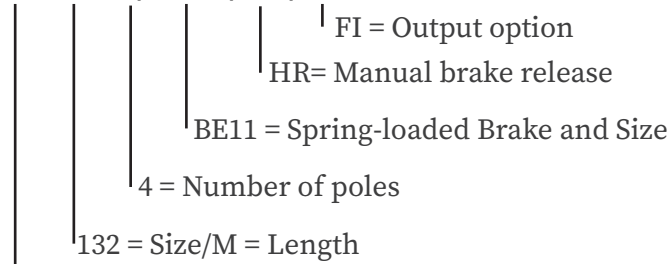 FI = Output option
HR= Manual brake release
BE11 = Spring-loaded Brake and Size
4 = Number of poles
132 = Size/M = Length